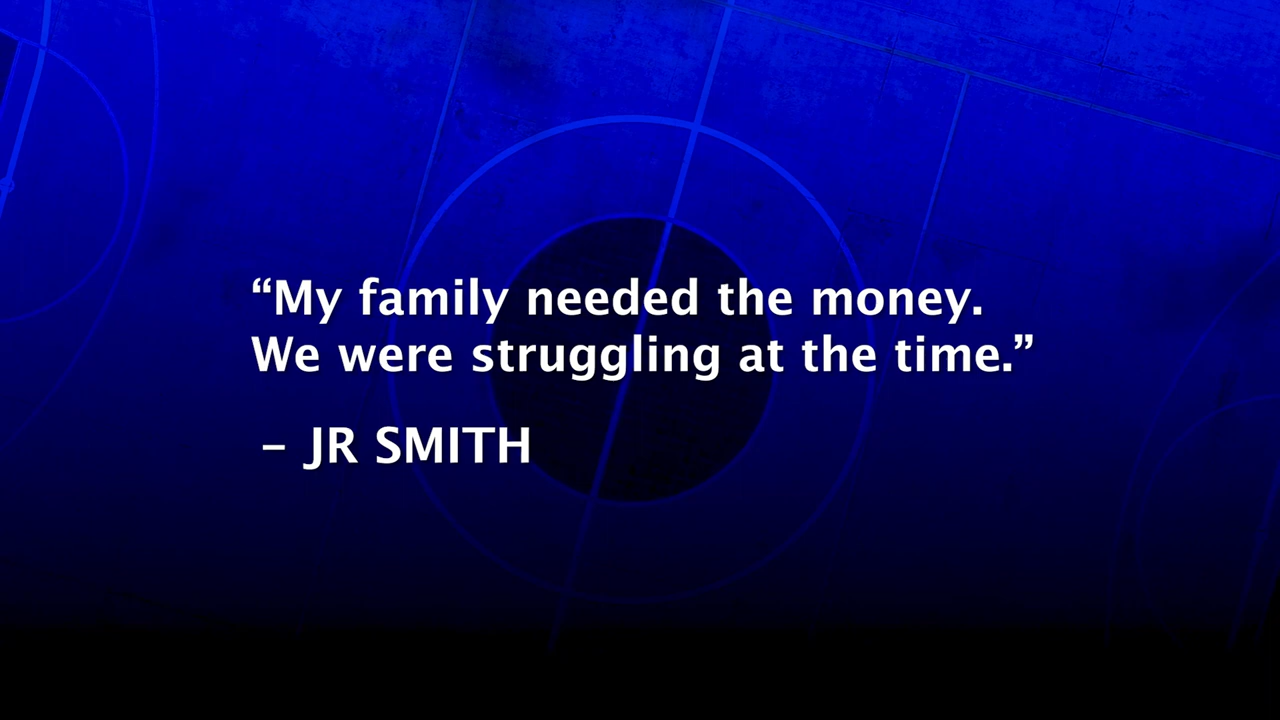 “My family needed the money.
We were struggling at the time.”
– JR SMITH